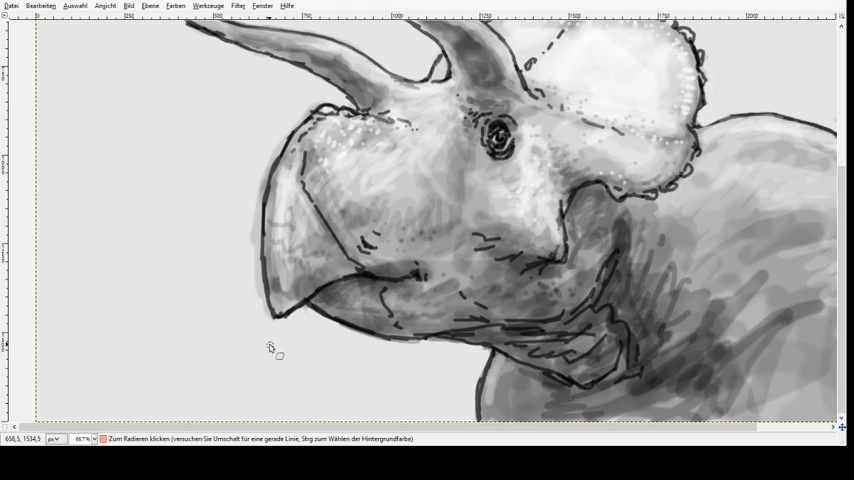 Datei Bearbeiten Auswahl Ansicht Bild Ebene Farben Werkzeuge Filter Fenster Hilfe
0 500 750 1000 1250 1500 1750 2000
658,5, 1534,5 px 66,7% Zum Radieren klicken (versuchen Sie Umschalt für eine gerade Linie, Strg zum Wählen der Hintergrundfarbe)